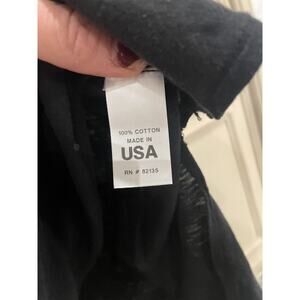 100% COTTON
MADE IN
USA
RN # 82135